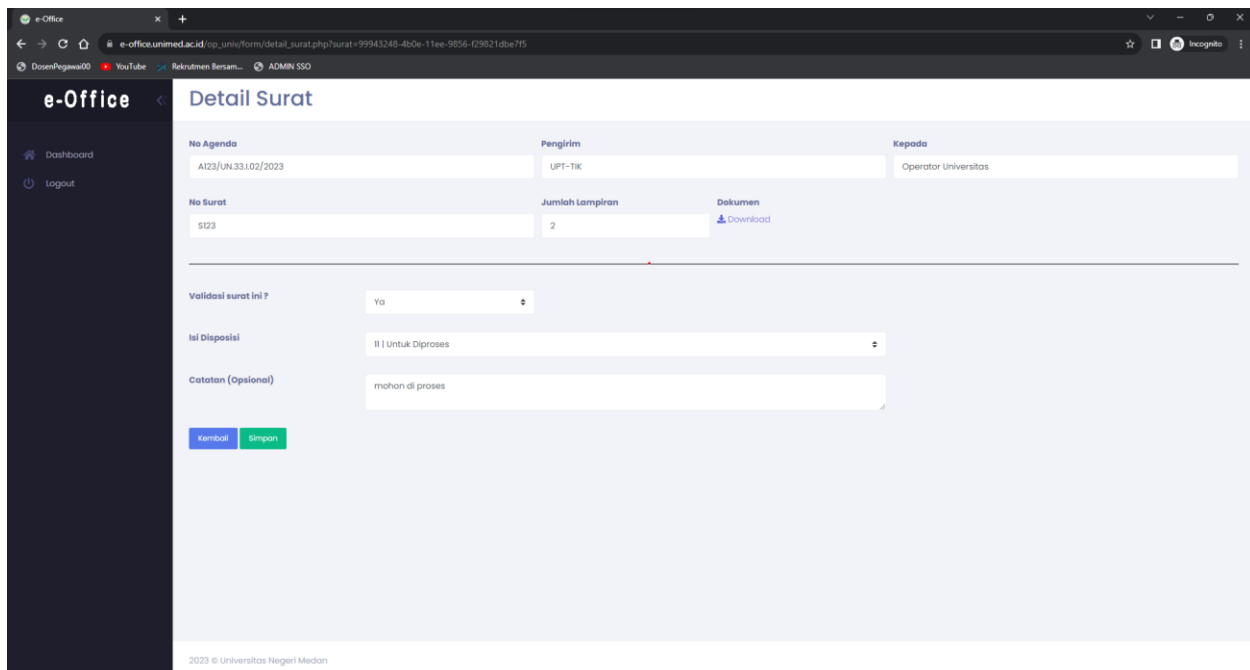 e-Office
e-office.unimed.ac.id/op_univ/form/detail_surat.php?surat=99943248-4b0e-11ee-9856-f29821dbe7f5
Incognito
DosenPegawai00 YouTube Rekrutmen Bersam... ADMIN SSO
e-Office
Detail Surat
Dashboard
Logout
No Agenda Pengirim Kepada
A123/UN.33.1.02/2023 UPT-TIK Operator Universitas
No Surat Jumlah Lampiran Dokumen
S123 2 Download
Validasi surat ini ? Ya
Isi Disposisi 11 | Untuk Diproses
Catatan (Opsional) mohon di proses
Kembali Simpan
2023 © Universitas Negeri Medan